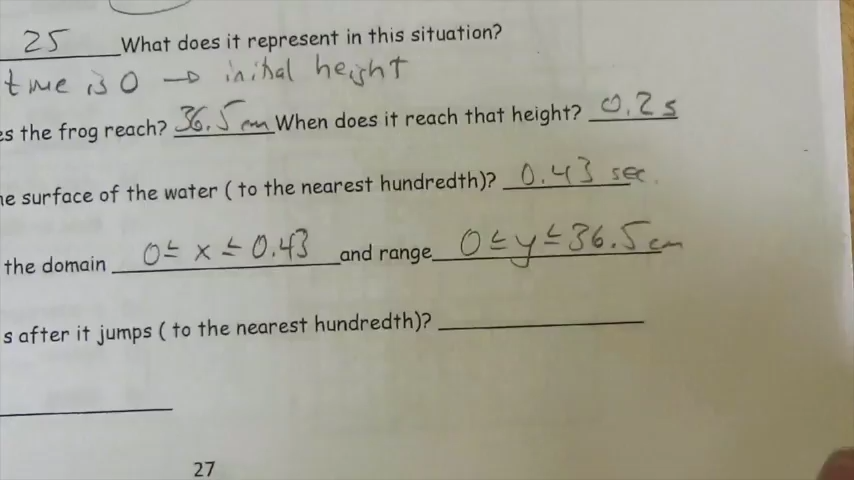 25 What does it represent in this situation?
time is 0 → initial height
es the frog reach? 36.5 cm When does it reach that height? 0.2 s
he surface of the water ( to the nearest hundredth)? 0.43 sec.
the domain 0 ≤ x ≤ 0.43 and range 0 ≤ y ≤ 36.5 cm
s after it jumps ( to the nearest hundredth)?
27